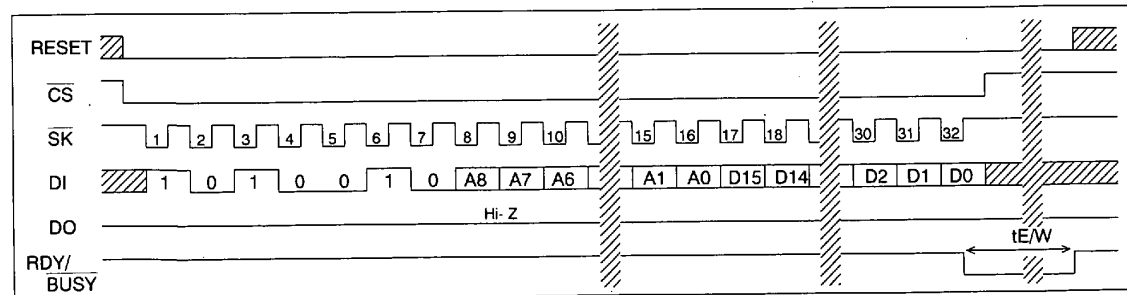 RESET
CS
SK 1 2 3 4 5 6 7 8 9 10 15 16 17 18 30 31 32
DI 1 0 1 0 0 1 0 A8 A7 A6 A1 A0 D15 D14 D2 D1 D0
Hi- Z
DO
tE/W
RDY/
BUSY